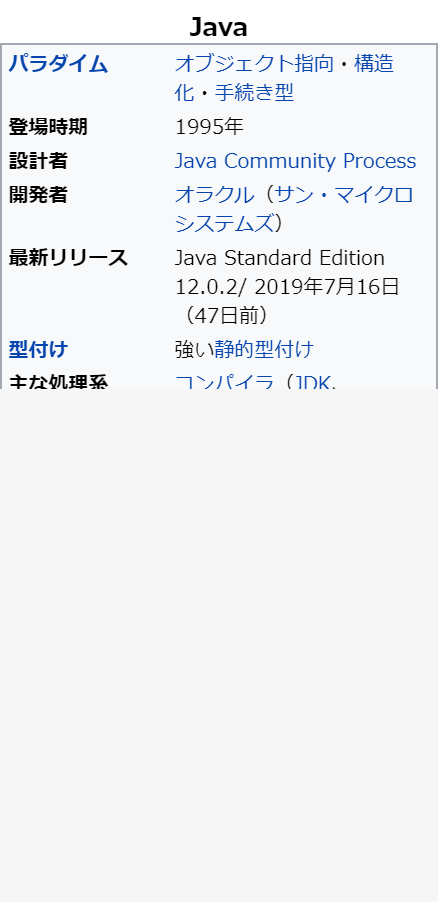 Java
パラダイム オブジェクト指向・構造
化・手続き型
登場時期 1995年
設計者 Java Community Process
開発者 オラクル（サン・マイクロ
システムズ）
最新リリース Java Standard Edition
12.0.2/ 2019年7月16日
（47日前）
型付け 強い静的型付け
主な処理系 コンパイラ（JDK、